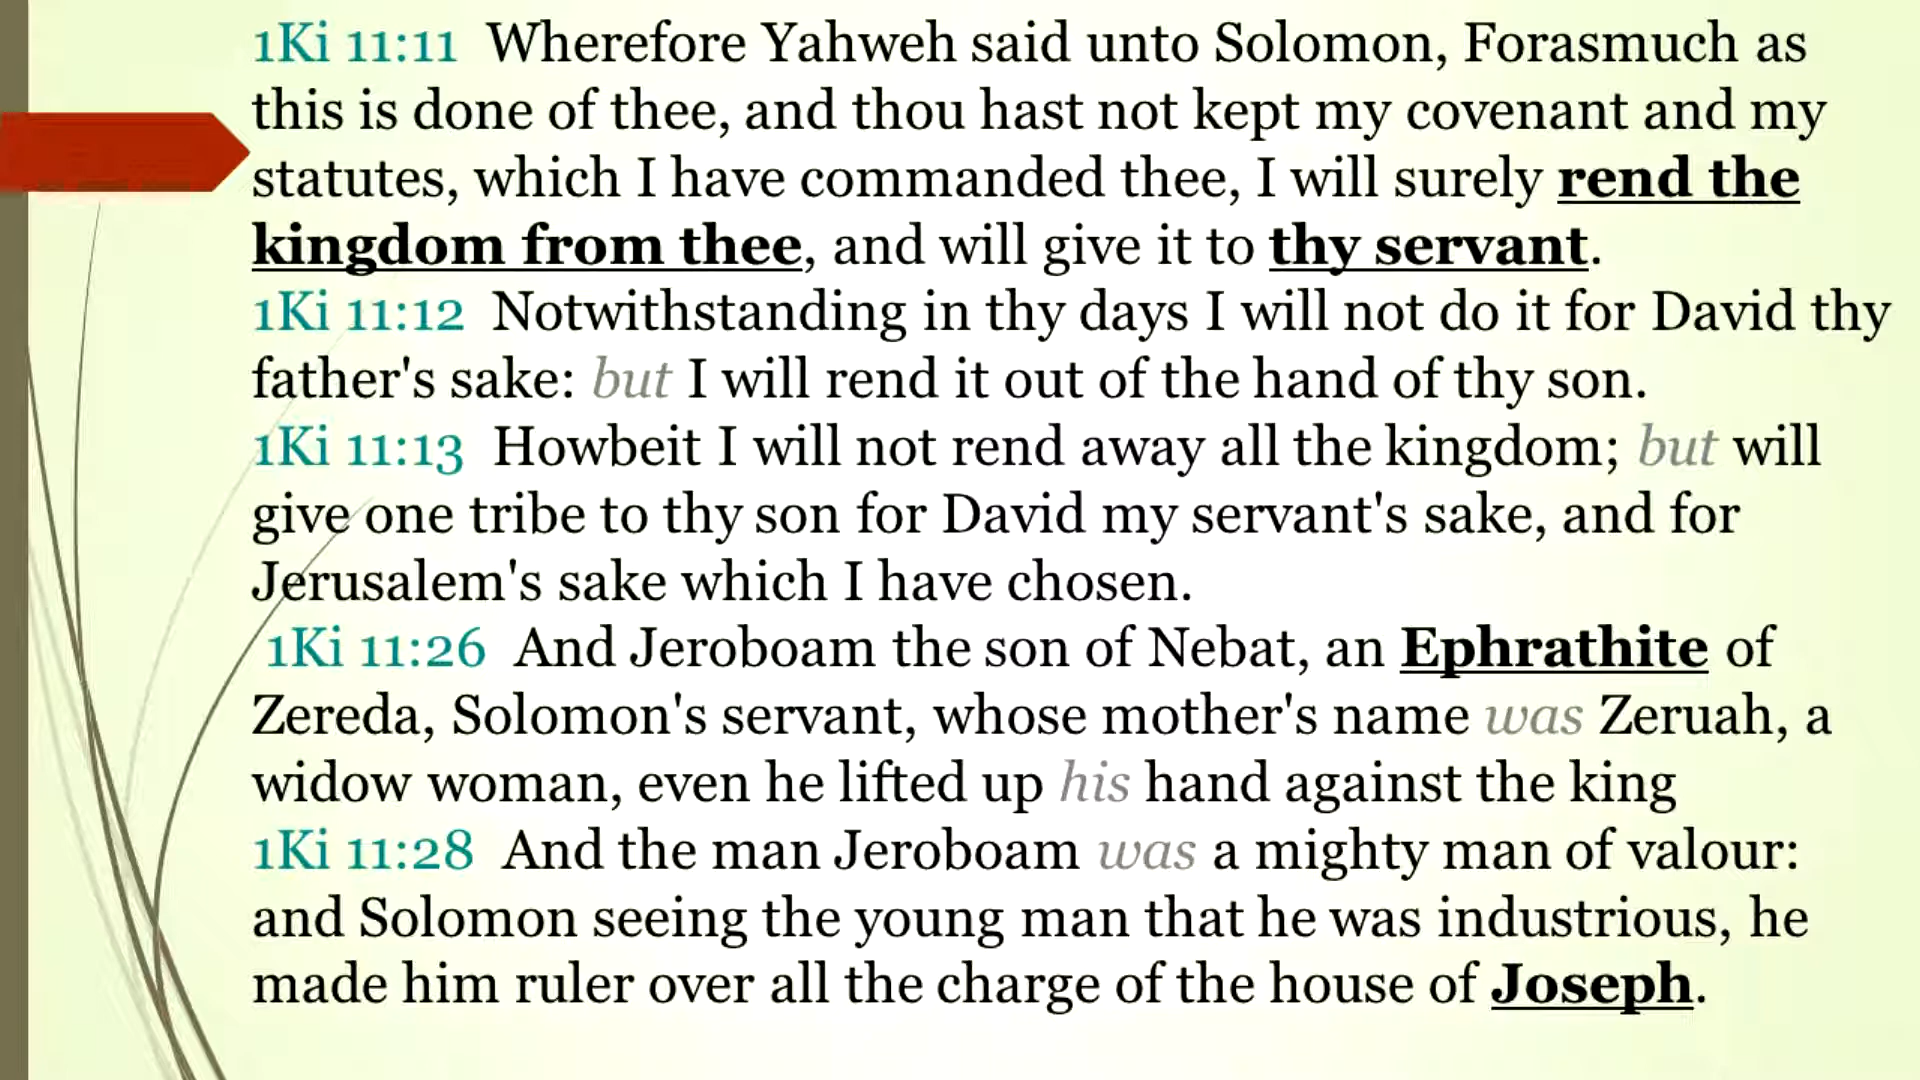 1Ki 11:11 Wherefore Yahweh said unto Solomon, Forasmuch as
this is done of thee, and thou hast not kept my covenant and my
statutes, which I have commanded thee, I will surely rend the
kingdom from thee, and will give it to thy servant.
1Ki 11:12 Notwithstanding in thy days I will not do it for David thy
father's sake: but I will rend it out of the hand of thy son.
1Ki 11:13 Howbeit I will not rend away all the kingdom; but will
give one tribe to thy son for David my servant's sake, and for
Jerusalem's sake which I have chosen.
1Ki 11:26 And Jeroboam the son of Nebat, an Ephrathite of
Zereda, Solomon's servant, whose mother's name was Zeruah, a
widow woman, even he lifted up his hand against the king
1Ki 11:28 And the man Jeroboam was a mighty man of valour:
and Solomon seeing the young man that he was industrious, he
made him ruler over all the charge of the house of Joseph.